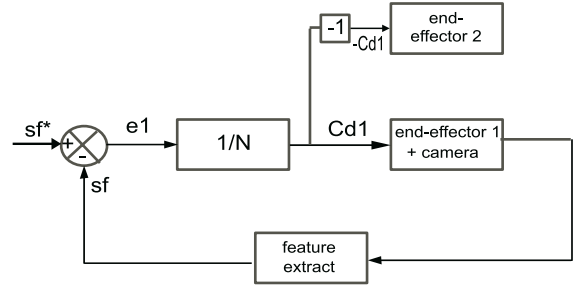 end-
effector 2
-1
-Cd1
sf*
+
-
e1
1/N
Cd1
end-effector 1
+ camera
sf
feature
extract